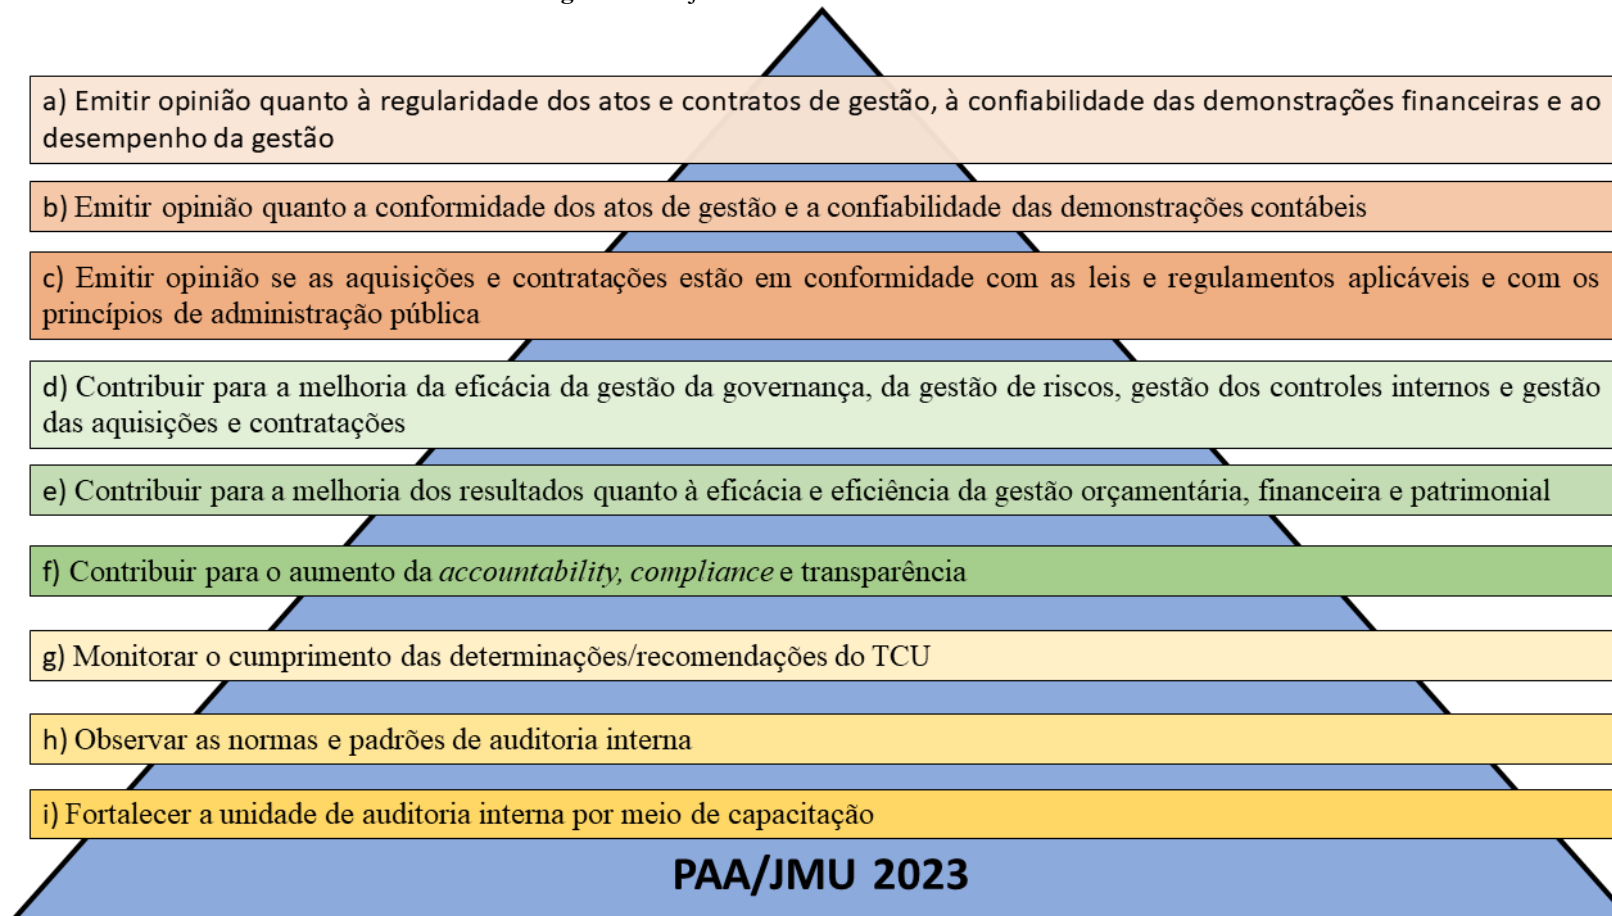 a) Emitir opinião quanto à regularidade dos atos e contratos de gestão, à confiabilidade das demonstrações financeiras e ao
desempenho da gestão
b) Emitir opinião quanto a conformidade dos atos de gestão e a confiabilidade das demonstrações contábeis
c) Emitir opinião se as aquisições e contratações estão em conformidade com as leis e regulamentos aplicáveis e com os
princípios de administração pública
d) Contribuir para a melhoria da eficácia da gestão da governança, da gestão de riscos, gestão dos controles internos e gestão
das aquisições e contratações
e) Contribuir para a melhoria dos resultados quanto à eficácia e eficiência da gestão orçamentária, financeira e patrimonial
f) Contribuir para o aumento da accountability, compliance e transparência
g) Monitorar o cumprimento das determinações/recomendações do TCU
h) Observar as normas e padrões de auditoria interna
i) Fortalecer a unidade de auditoria interna por meio de capacitação
PAA/JMU 2023